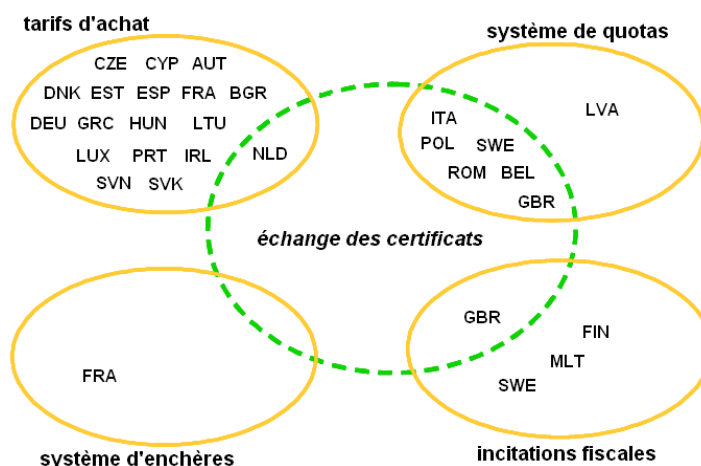 tarifs d'achat
CZE CYP AUT
DNK EST ESP FRA BGR
DEU GRC HUN LTU
LUX PRT IRL NLD
SVN SVK
système de quotas
LVA
ITA
POL SWE
ROM BEL
GBR
échange des certificats
FRA
système d'enchères
GBR
FIN
MLT
SWE
incitations fiscales